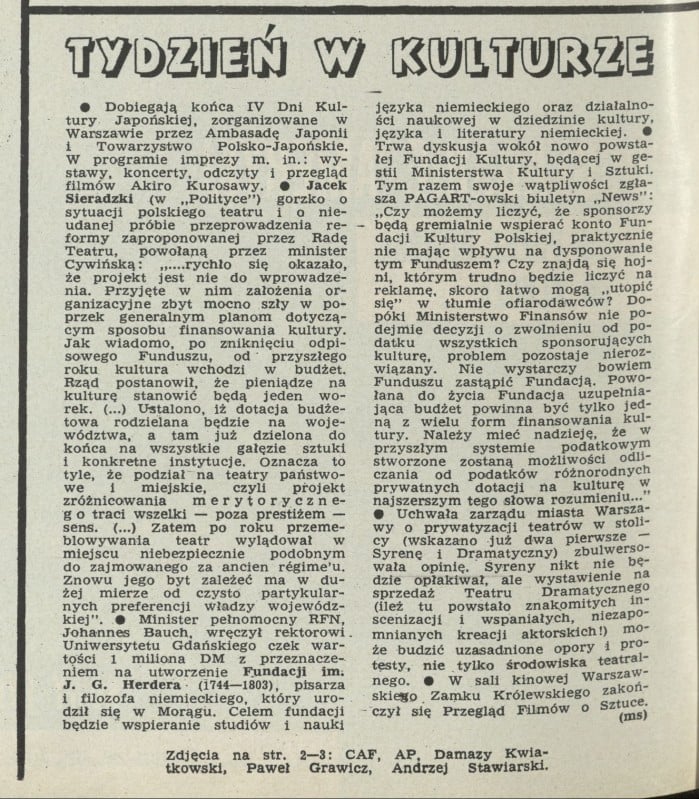 TYDZIEŃ W KULTURZE
● Dobiegają końca IV Dni Kul-
tury Japońskiej, zorganizowane w
Warszawie przez Ambasadę Japonii
i Towarzystwo Polsko-Japońskie.
W programie imprezy m. in.: wy-
stawy, koncerty, odczyty i przegląd
filmów Akiro Kurosawy. ● Jacek
Sieradzki (w „Polityce") gorzko o
sytuacji polskiego teatru i o nie-
udanej próbie przeprowadzenia re-
formy zaproponowanej przez Radę
Teatru, powołaną przez minister
Cywińską: „....rychło się okazało,
że projekt jest nie do wprowadze-
nia. Przyjęte w nim założenia or-
ganizacyjne zbyt mocno szły w po-
przek generalnym planom dotyczą-
cym sposobu finansowania kultury.
Jak wiadomo, po zniknięciu odpi-
sowego Funduszu, od przyszłego
roku kultura wchodzi w budżet.
Rząd postanowił, że pieniądze na
kulturę stanowić będą jeden wo-
rek. (...) Ustalono, iż dotacja budże-
towa rodzielana będzie na woje-
wództwa, a tam już dzielona do
końca na wszystkie gałęzie sztuki
i konkretne instytucje. Oznacza to
tyle, że podział na teatry państwo-
we i miejskie, czyli projekt
zróżnicowania merytoryczne-
go traci wszelki — poza prestiżem —
sens. (...) Zatem po roku przeme-
blowywania teatr wylądował w
miejscu niebezpiecznie podobnym
do zajmowanego za ancien régime'u.
Znowu jego byt zależeć ma w du-
żej mierze od czysto partykular-
nych preferencji władzy wojewódz-
kiej". ● Minister pełnomocny RFN,
Johannes Bauch, wręczył rektorowi
Uniwersytetu Gdańskiego czek war-
tości 1 miliona DM z przeznacze-
niem na utworzenie Fundacji im.
J. G. Herdera (1744—1803), pisarza
i filozofa niemieckiego, który uro-
dził się w Morągu. Celem fundacji
będzie wspieranie studiów i nauki
języka niemieckiego oraz działalno-
ści naukowej w dziedzinie kultury,
języka i literatury niemieckiej. ●
Trwa dyskusja wokół nowo powsta-
łej Fundacji Kultury, będącej w ge-
stii Ministerstwa Kultury i Sztuki.
Tym razem swoje wątpliwości zgła-
sza PAGART-owski biuletyn „News":
„Czy możemy liczyć, że sponsorzy
będą gremialnie wspierać konto Fun-
dacji Kultury Polskiej, praktycznie
nie mając wpływu na dysponowanie
tym Funduszem? Czy znajdą się hoj-
ni, którym trudno będzie liczyć na
reklamę, skoro łatwo mogą „utopić
się" w tłumie ofiarodawców? Do-
póki Ministerstwo Finansów nie po-
dejmie decyzji o zwolnieniu od po-
datku wszystkich sponsorujących
kulturę, problem pozostaje nieroz-
wiązany. Nie wystarczy bowiem
Funduszu zastąpić Fundacją. Powo-
łana do życia Fundacja uzupełnia-
jąca budżet powinna być tylko jed-
ną z wielu form finansowania kul-
tury. Należy mieć nadzieję, że w
przyszłym systemie podatkowym
stworzone zostaną możliwości odli-
czania od podatków różnorodnych
prywatnych dotacji na kulturę w
najszerszym tego słowa rozumieniu..."
● Uchwała zarządu miasta Warsza-
wy o prywatyzacji teatrów w stoli-
cy (wskazano już dwa pierwsze —
Syrenę i Dramatyczny) zbulwerso-
wała opinię. Syreny nikt nie bę-
dzie opłakiwał, ale wystawienie na
sprzedaż Teatru Dramatycznego
(ileż tu powstało znakomitych in-
scenizacji i wspaniałych, niezapo-
mnianych kreacji aktorskich!) mo-
że budzić uzasadnione opory i pro-
testy, nie tylko środowiska teatral-
nego. ● W sali kinowej Warszaw-
skiego Zamku Królewskiego zakoń-
czył się Przegląd Filmów o Sztuce.
(ms)
Zdjęcia na str. 2—3: CAF, AP, Damazy Kwia-
tkowski, Paweł Grawicz, Andrzej Stawiarski.